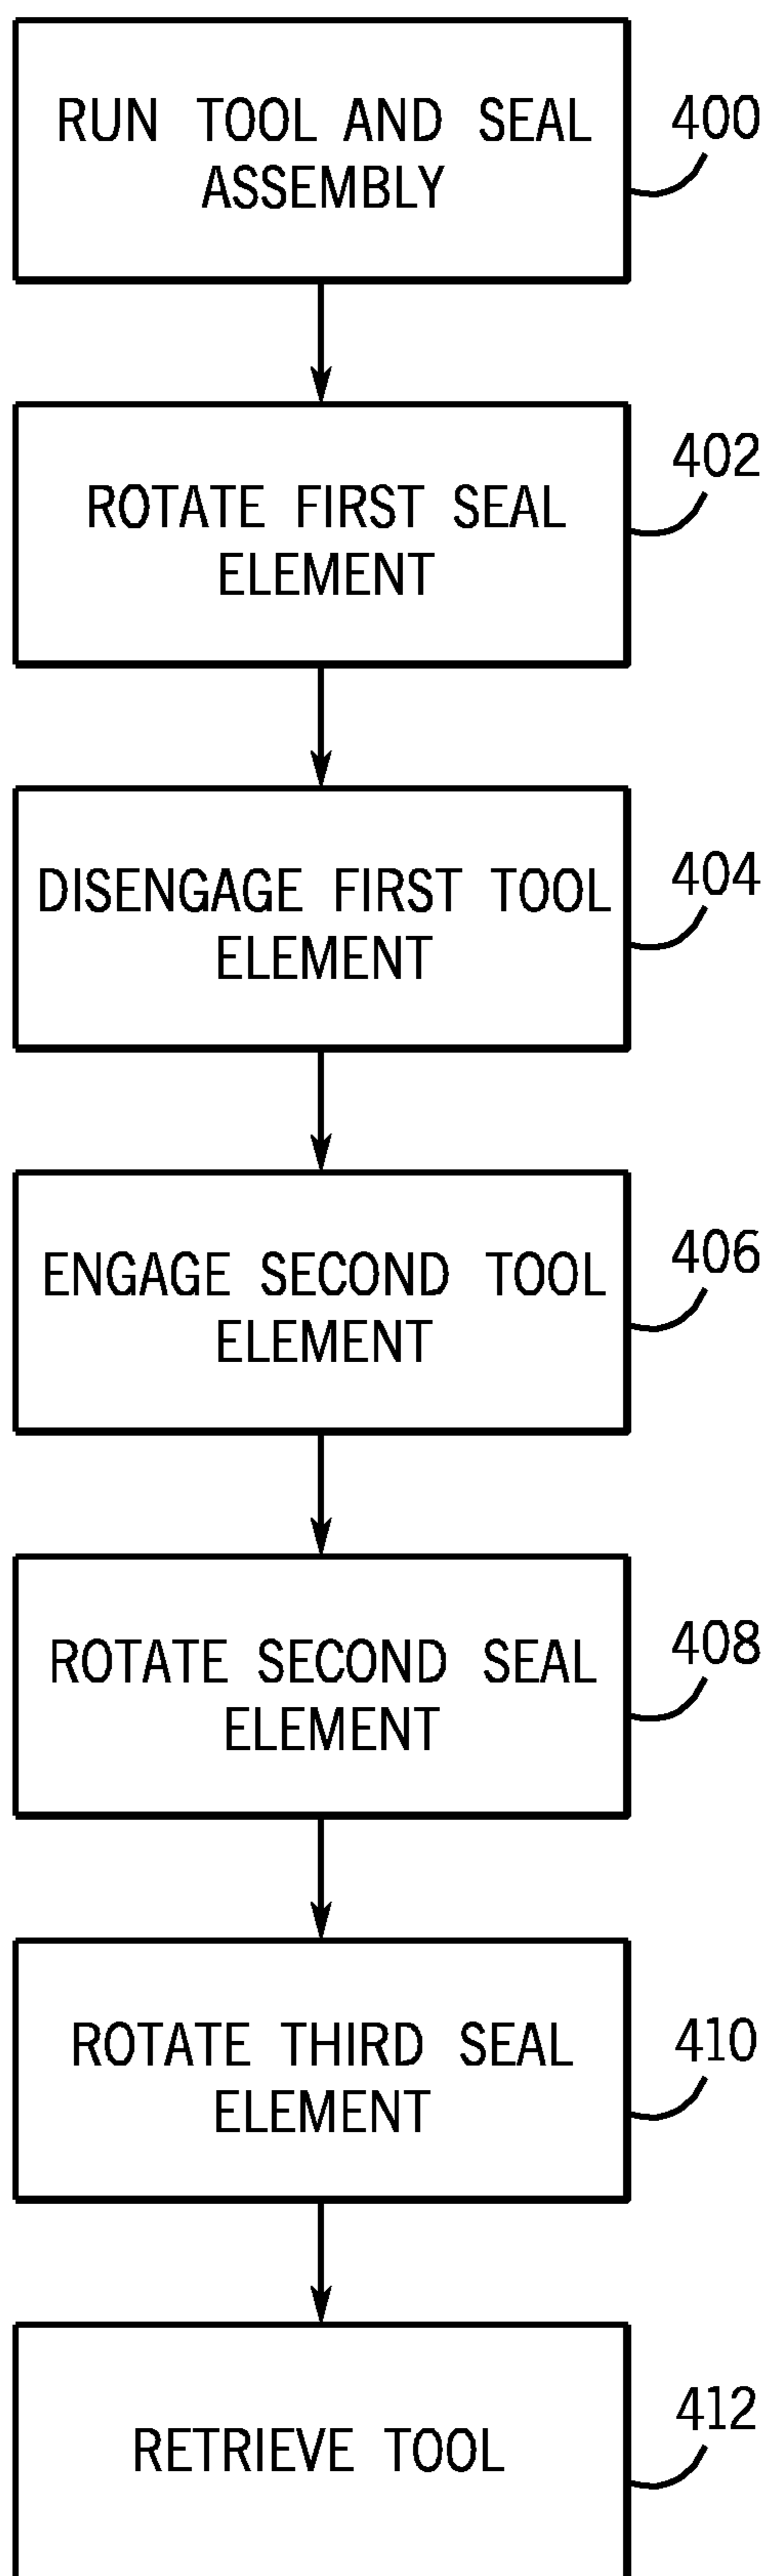 RUN TOOL AND SEAL
ASSEMBLY
400
ROTATE FIRST SEAL
ELEMENT
402
DISENGAGE FIRST TOOL
ELEMENT
404
ENGAGE SECOND TOOL
ELEMENT
406
ROTATE SECOND SEAL
ELEMENT
408
ROTATE THIRD SEAL
ELEMENT
410
RETRIEVE TOOL
412